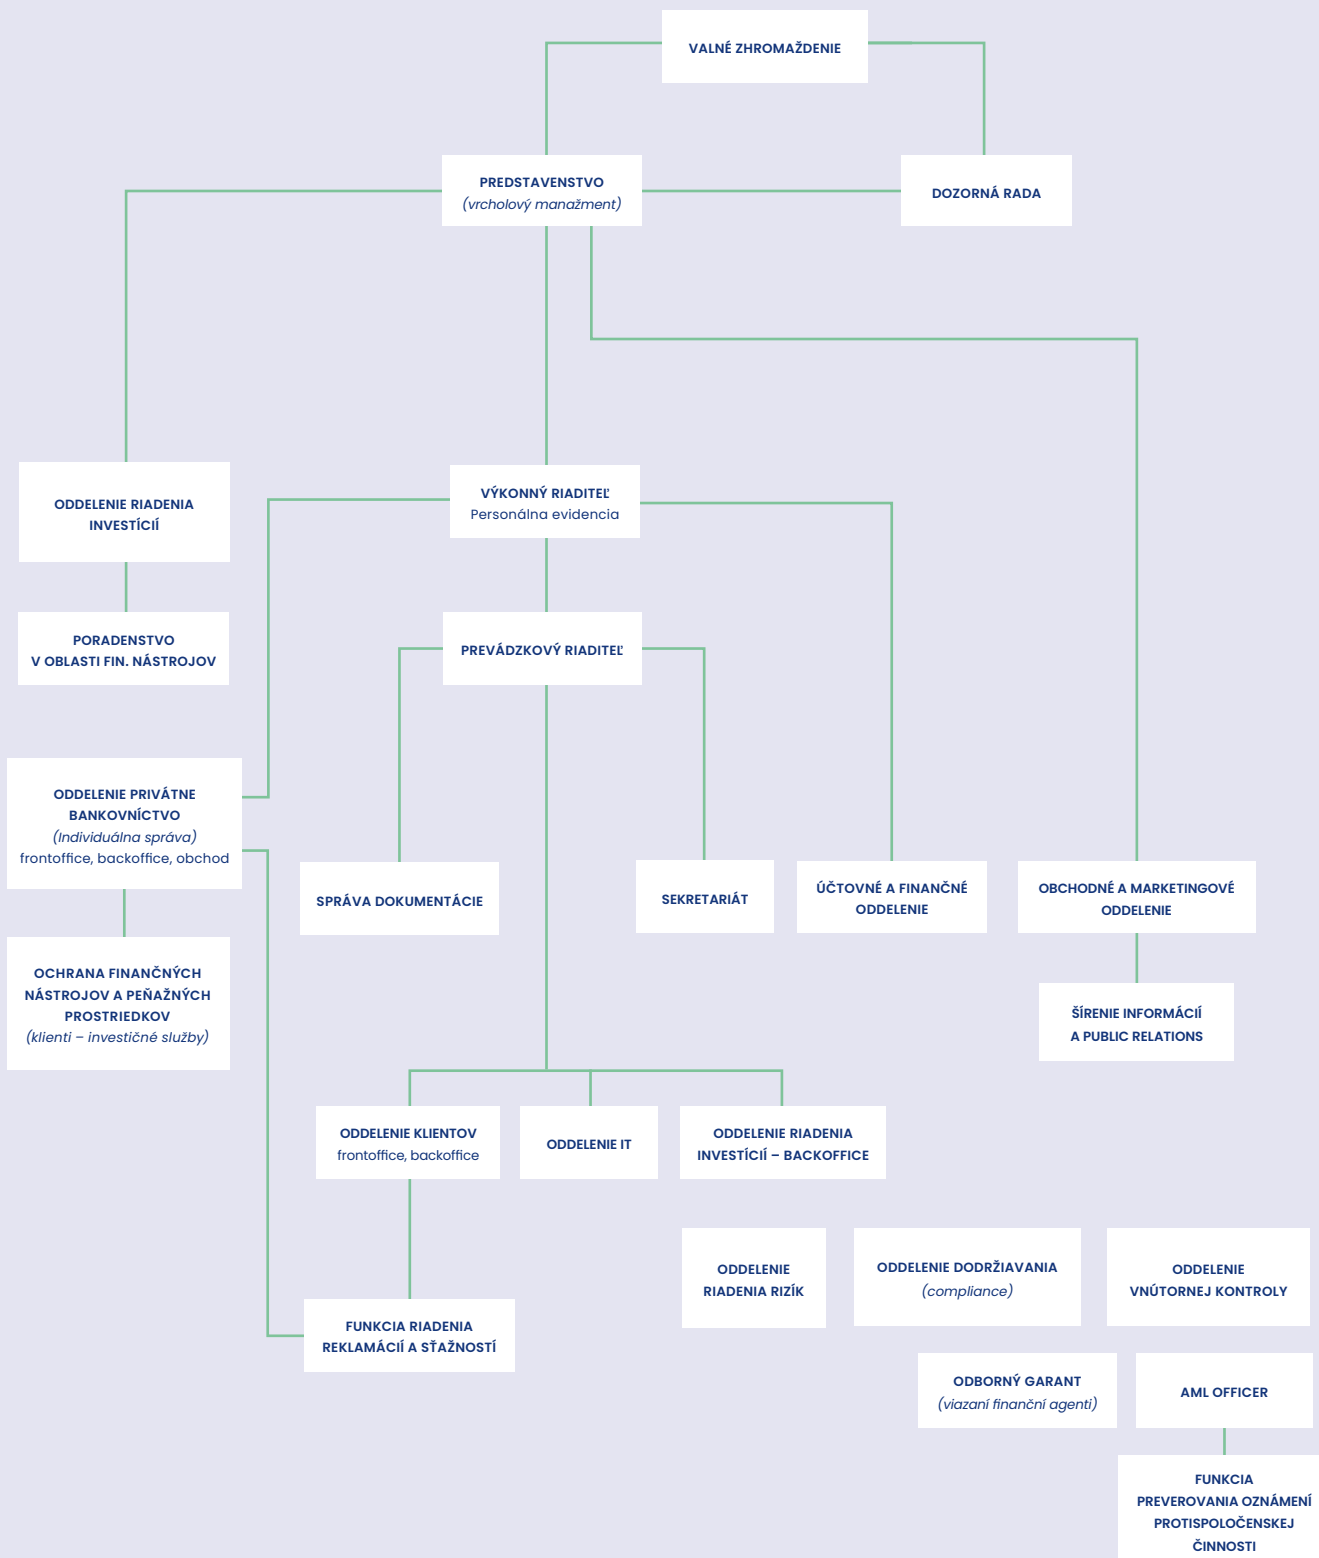 VALNÉ ZHROMAŽDENIE
PREDSTAVENSTVO
(vrcholový manažment)
DOZORNÁ RADA
ODDELENIE RIADENIA
INVESTÍCIÍ
VÝKONNÝ RIADITEĽ
Personálna evidencia
PORADENSTVO
V OBLASTI FIN. NÁSTROJOV
PREVÁDZKOVÝ RIADITEĽ
ODDELENIE PRIVÁTNE
BANKOVNÍCTVO
(Individuálna správa)
frontoffice, backoffice, obchod
SPRÁVA DOKUMENTÁCIE
SEKRETARIÁT
ÚČTOVNÉ A FINANČNÉ
ODDELENIE
OBCHODNÉ A MARKETINGOVÉ
ODDELENIE
OCHRANA FINANČNÝCH
NÁSTROJOV A PEŇAŽNÝCH
PROSTRIEDKOV
(klienti – investičné služby)
ŠÍRENIE INFORMÁCIÍ
A PUBLIC RELATIONS
ODDELENIE KLIENTOV
frontoffice, backoffice
ODDELENIE IT
ODDELENIE RIADENIA
INVESTÍCIÍ – BACKOFFICE
ODDELENIE
RIADENIA RIZÍK
ODDELENIE DODRŽIAVANIA
(compliance)
ODDELENIE
VNÚTORNEJ KONTROLY
FUNKCIA RIADENIA
REKLAMÁCIÍ A SŤAŽNOSTÍ
ODBORNÝ GARANT
(viazaní finanční agenti)
AML OFFICER
FUNKCIA
PREVEROVANIA OZNÁMENÍ
PROTISPOLOČENSKEJ
ČINNOSTI